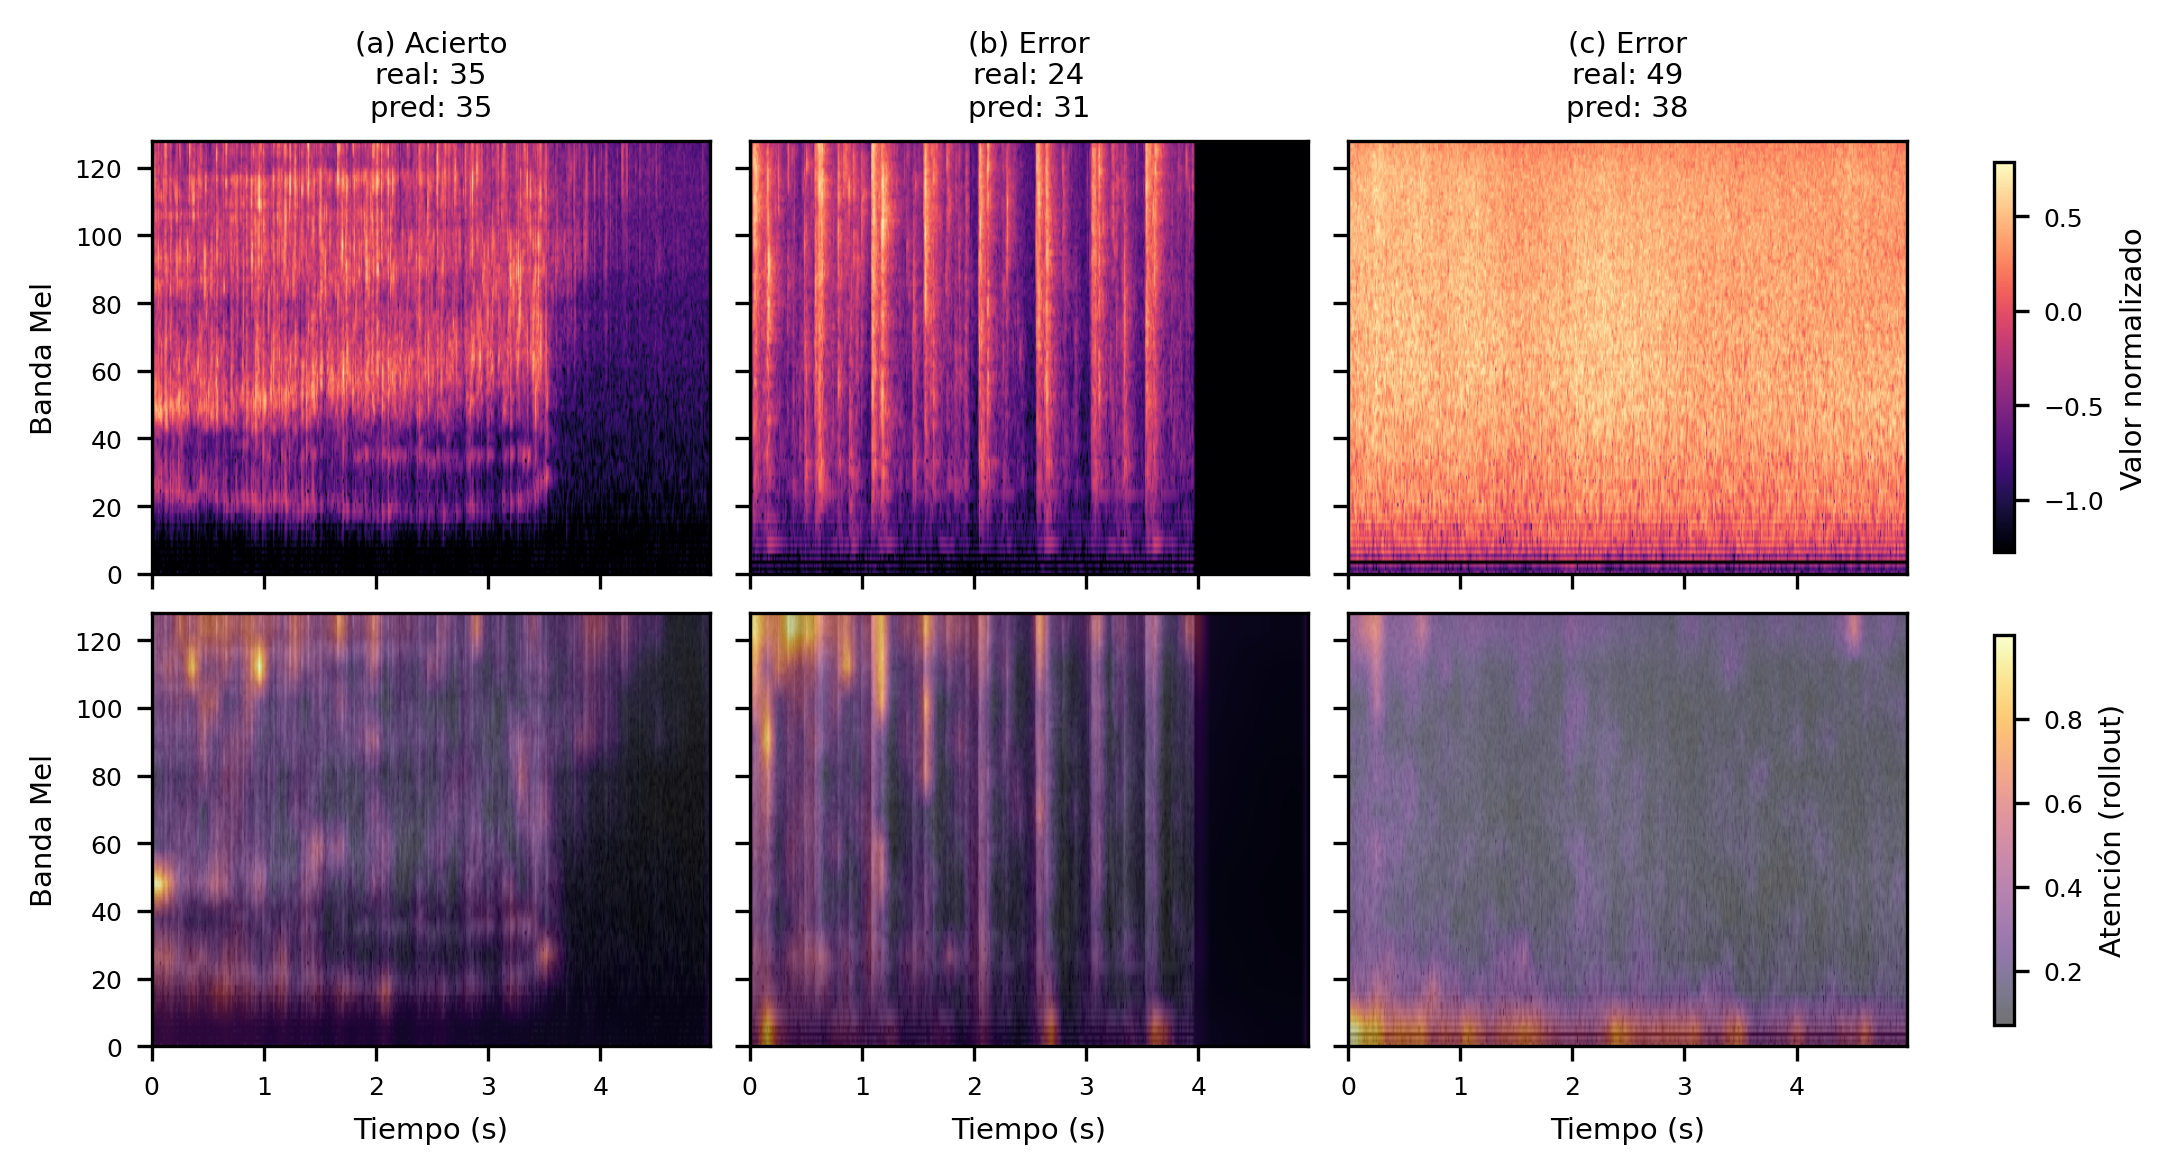 (a) Acierto
real: 35
pred: 35
(b) Error
real: 24
pred: 31
(c) Error
real: 49
pred: 38
Banda Mel
120
100
80
60
40
20
0
0.5
0.0
−0.5
−1.0
Valor normalizado
Banda Mel
120
100
80
60
40
20
0
0 1 2 3 4
Tiempo (s)
0 1 2 3 4
Tiempo (s)
0 1 2 3 4
Tiempo (s)
0.8
0.6
0.4
0.2
Atención (rollout)